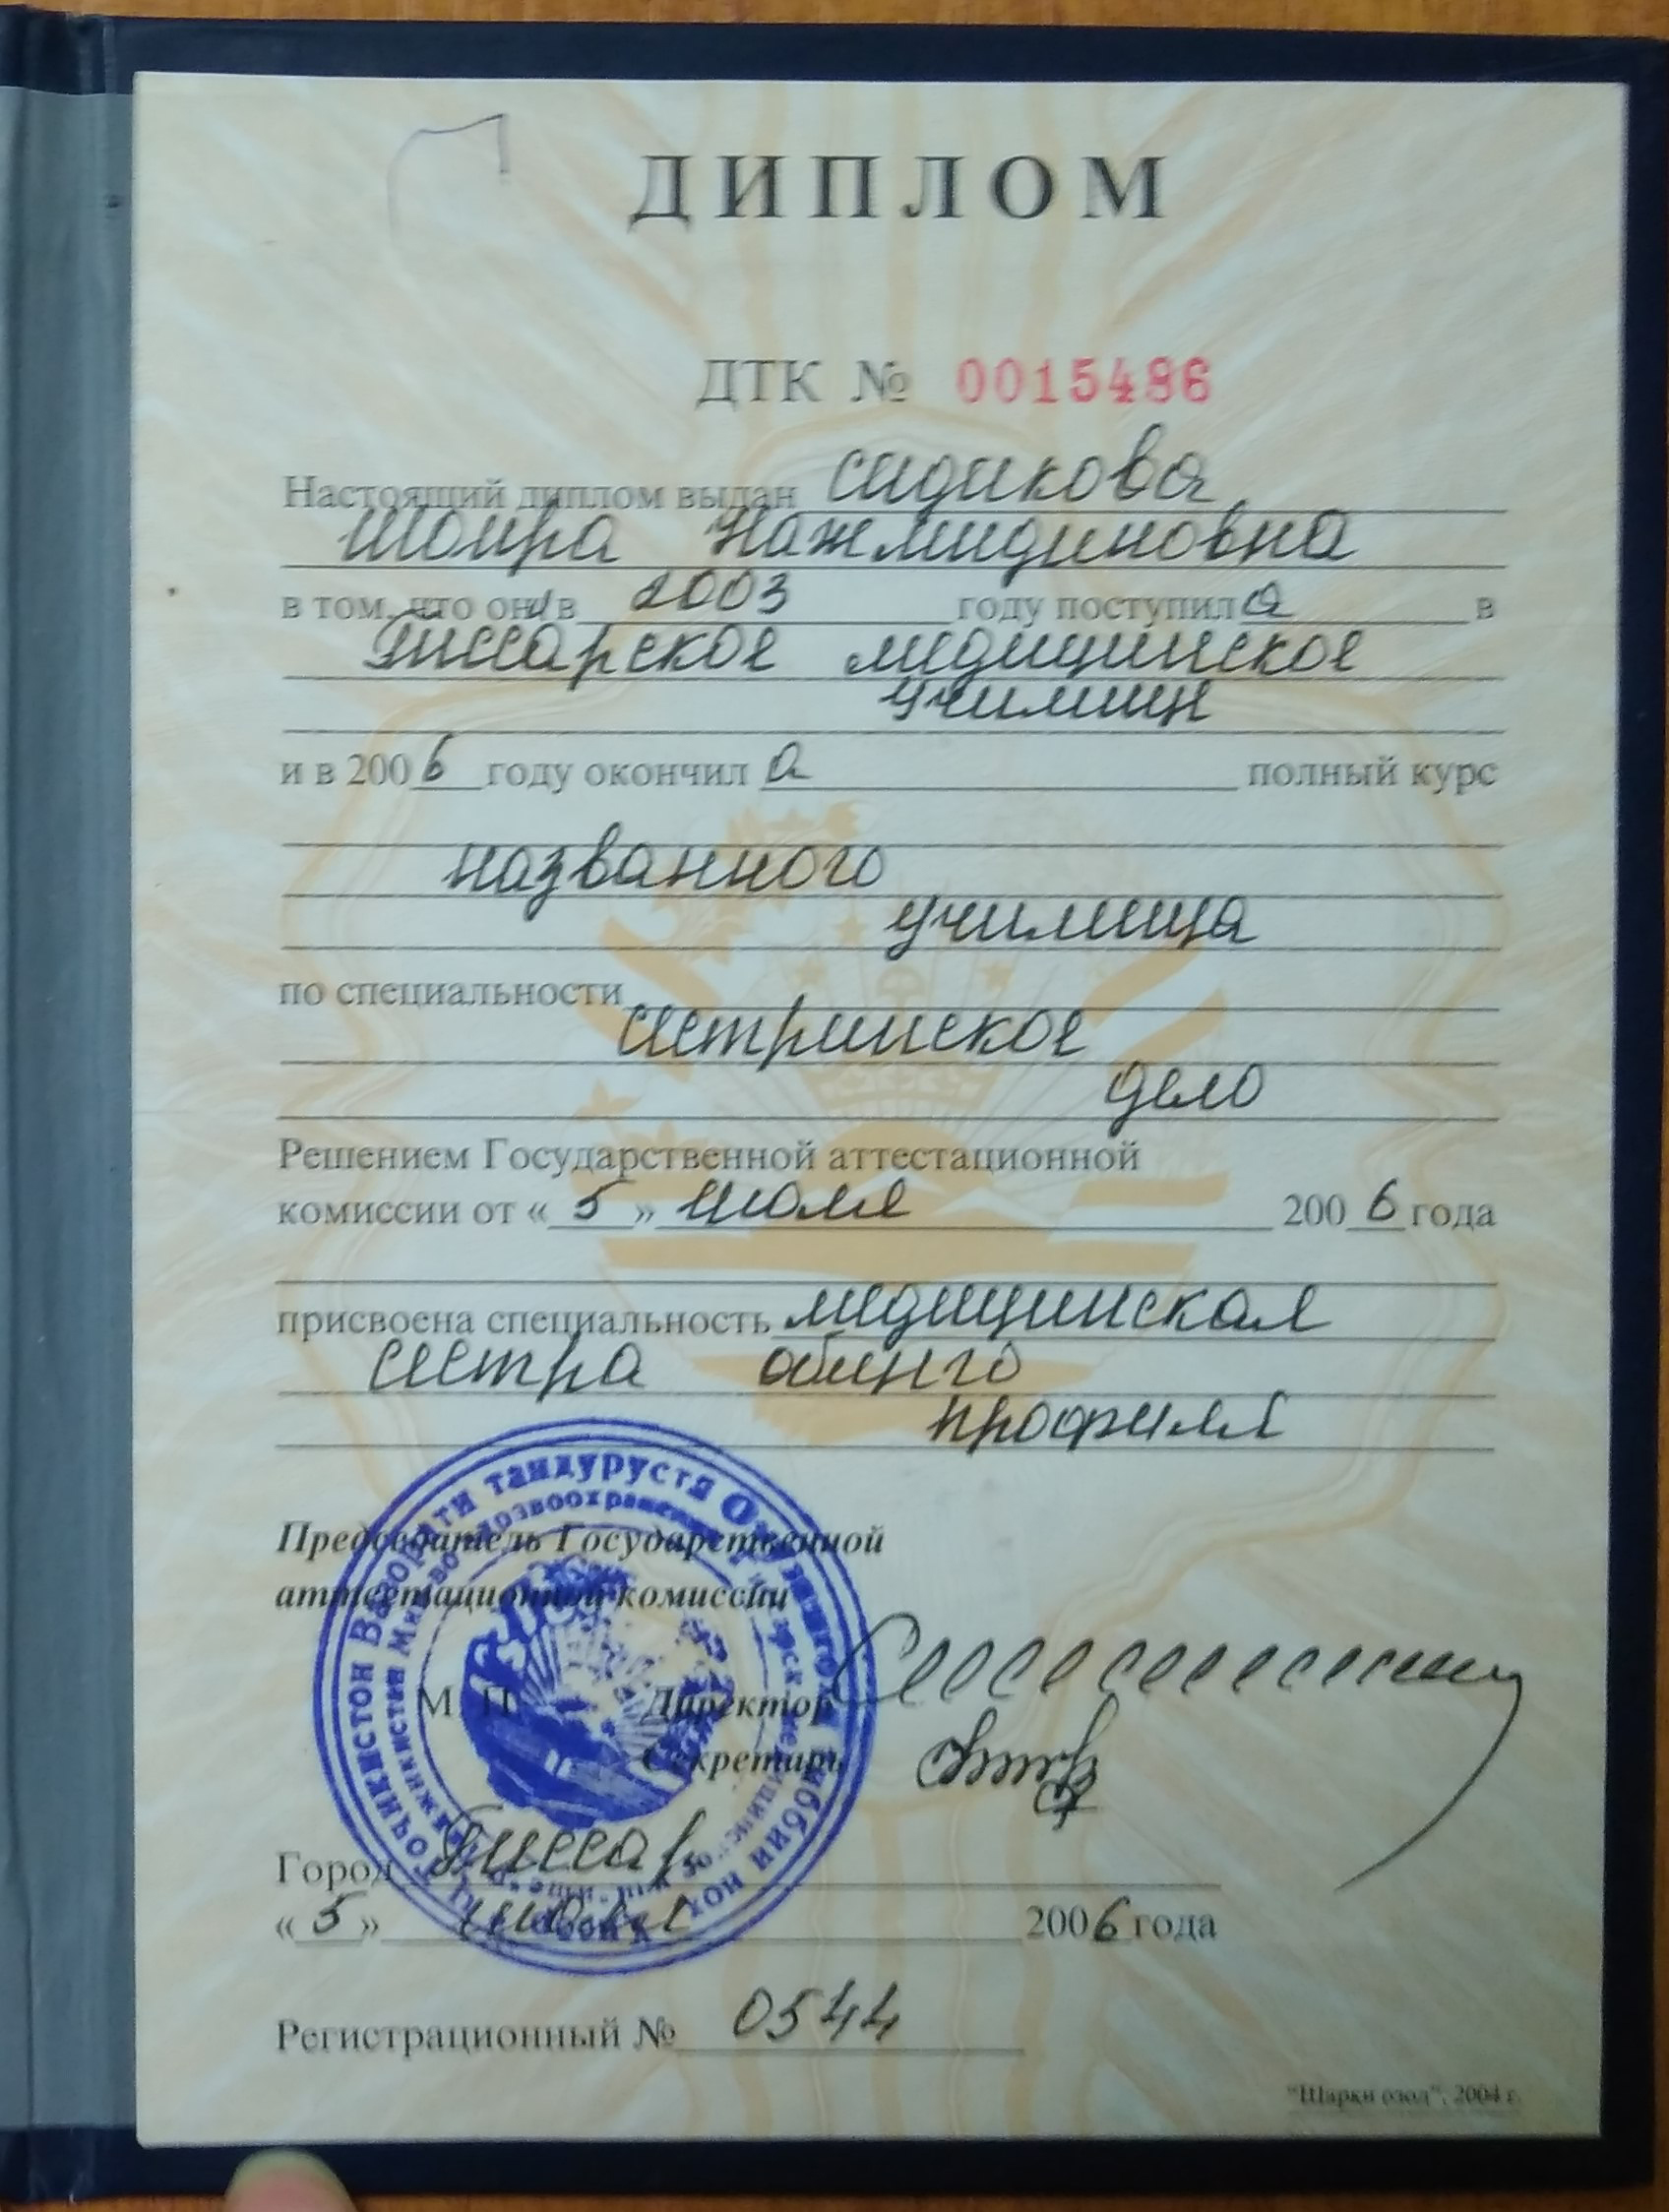 ДИПЛОМ
ДТК № 0015486
Настоящий диплом выдан Сидикова
Шоира Нажмидиновна
в том, что она в 2003 году поступил а в
Гиссарское медицинское
училищ
и в 2006 году окончил а полный курс
названного
училища
по специальности
сестринское
дело
Решением Государственной аттестационной
комиссии от « 5 » июля 2006 года
присвоена специальность медицинская
сестра общего
профиля
Председатель Государственной
аттестационной комиссии
М. П. Директор
Секретарь
Город Гиссар
« 5 » июля 2006 года
Регистрационный № 0544
"Шарки озод", 2004 г.